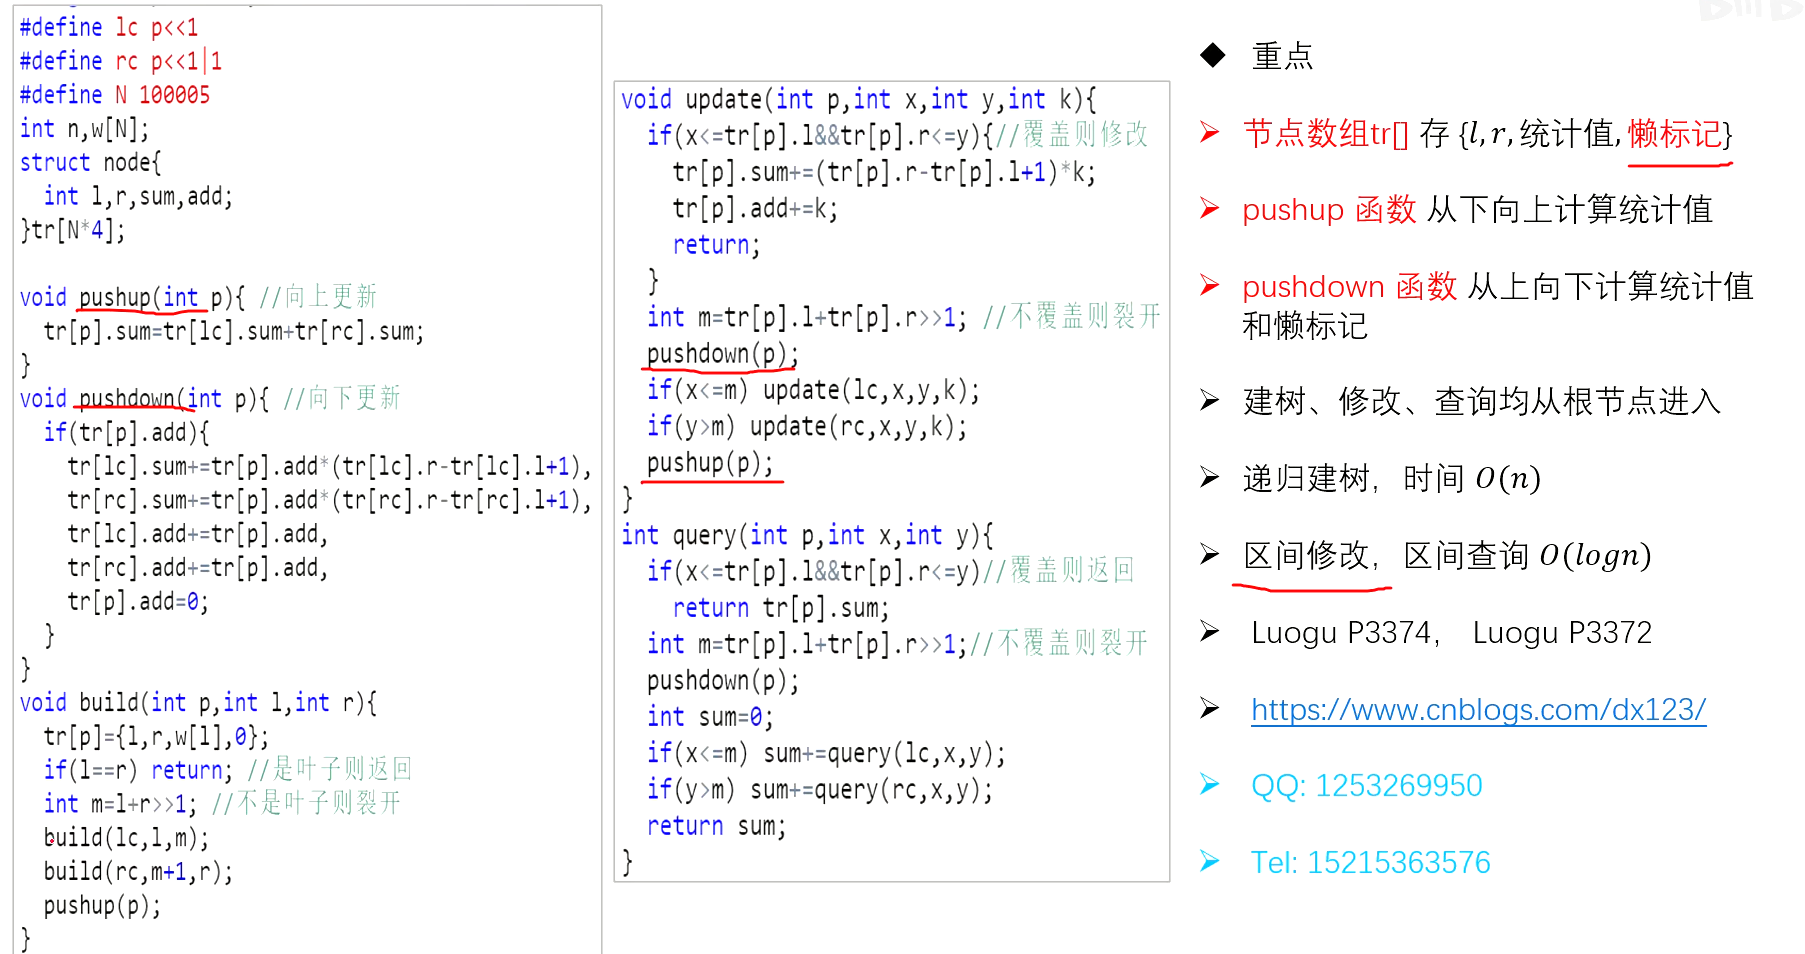 #define lc p<<1
#define rc p<<1|1
#define N 100005
int n,w[N];
struct node{
  int l,r,sum,add;
}tr[N*4];

void pushup(int p){ //向上更新
  tr[p].sum=tr[lc].sum+tr[rc].sum;
}
void pushdown(int p){ //向下更新
  if(tr[p].add){
    tr[lc].sum+=tr[p].add*(tr[lc].r-tr[lc].l+1),
    tr[rc].sum+=tr[p].add*(tr[rc].r-tr[rc].l+1),
    tr[lc].add+=tr[p].add,
    tr[rc].add+=tr[p].add,
    tr[p].add=0;
  }
}
void build(int p,int l,int r){
  tr[p]={l,r,w[l],0};
  if(l==r) return; //是叶子则返回
  int m=l+r>>1; //不是叶子则裂开
  build(lc,l,m);
  build(rc,m+1,r);
  pushup(p);
}
void update(int p,int x,int y,int k){
  if(x<=tr[p].l&&tr[p].r<=y){//覆盖则修改
    tr[p].sum+=(tr[p].r-tr[p].l+1)*k;
    tr[p].add+=k;
    return;
  }
  int m=tr[p].l+tr[p].r>>1; //不覆盖则裂开
  pushdown(p);
  if(x<=m) update(lc,x,y,k);
  if(y>m) update(rc,x,y,k);
  pushup(p);
}
int query(int p,int x,int y){
  if(x<=tr[p].l&&tr[p].r<=y)//覆盖则返回
    return tr[p].sum;
  int m=tr[p].l+tr[p].r>>1;//不覆盖则裂开
  pushdown(p);
  int sum=0;
  if(x<=m) sum+=query(lc,x,y);
  if(y>m) sum+=query(rc,x,y);
  return sum;
}
◆ 重点
➢ 节点数组tr[] 存 {l, r, 统计值, 懒标记}
➢ pushup 函数 从下向上计算统计值
➢ pushdown 函数 从上向下计算统计值
和懒标记
➢ 建树、修改、查询均从根节点进入
➢ 递归建树，时间 O(n)
➢ 区间修改，区间查询 O(logn)
➢ Luogu P3374， Luogu P3372
➢ https://www.cnblogs.com/dx123/
➢ QQ: 1253269950
➢ Tel: 15215363576